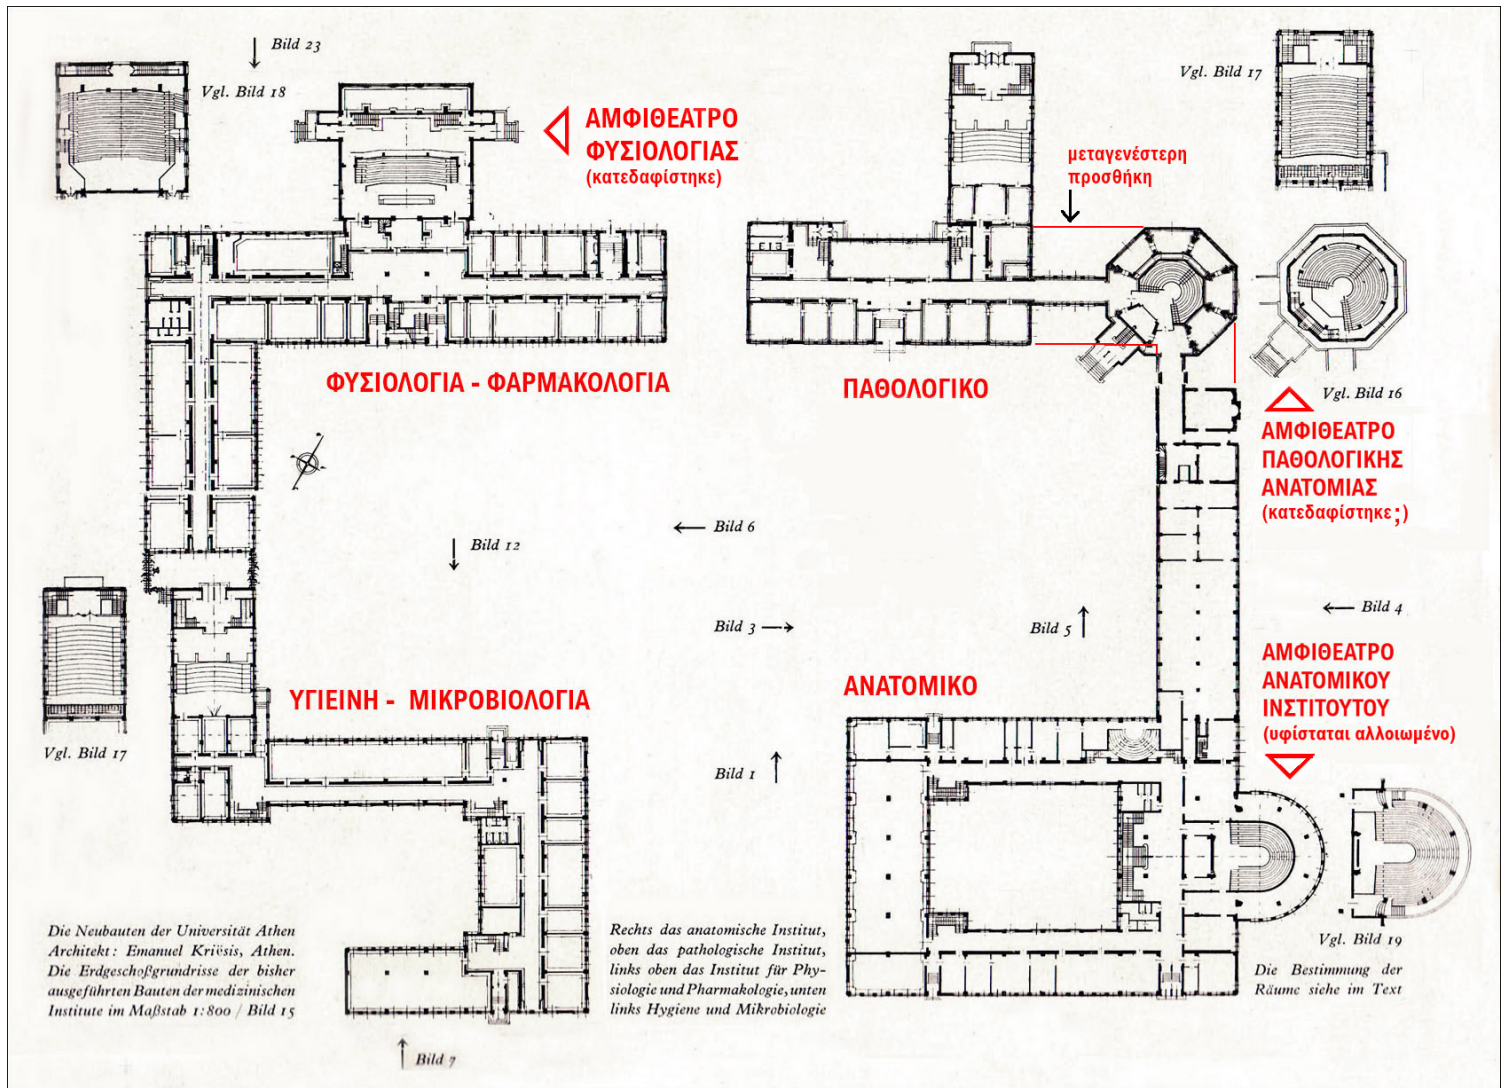 Bild 23
Vgl. Bild 18
ΑΜΦΙΘΕΑΤΡΟ
ΦΥΣΙΟΛΟΓΙΑΣ
(κατεδαφίστηκε)
Vgl. Bild 17
μεταγενέστερη
προσθήκη
ΦΥΣΙΟΛΟΓΙΑ - ΦΑΡΜΑΚΟΛΟΓΙΑ
ΠΑΘΟΛΟΓΙΚΟ
Vgl. Bild 16
ΑΜΦΙΘΕΑΤΡΟ
ΠΑΘΟΛΟΓΙΚΗΣ
ΑΝΑΤΟΜΙΑΣ
(κατεδαφίστηκε;)
Bild 6
Bild 12
Bild 3
Bild 5
Bild 4
ΑΜΦΙΘΕΑΤΡΟ
ΑΝΑΤΟΜΙΚΟΥ
ΙΝΣΤΙΤΟΥΤΟΥ
(υφίσταται αλλοιωμένο)
ΥΓΙΕΙΝΗ - ΜΙΚΡΟΒΙΟΛΟΓΙΑ
ΑΝΑΤΟΜΙΚΟ
Vgl. Bild 17
Bild 1
Vgl. Bild 19
Die Neubauten der Universität Athen
Architekt: Emanuel Kriësis, Athen.
Die Erdgeschoßgrundrisse der bisher
ausgeführten Bauten der medizinischen
Institute im Maßstab 1:800 / Bild 15
Rechts das anatomische Institut,
oben das pathologische Institut,
links oben das Institut für Phy-
siologie und Pharmakologie, unten
links Hygiene und Mikrobiologie
Die Bestimmung der
Räume siehe im Text
Bild 7